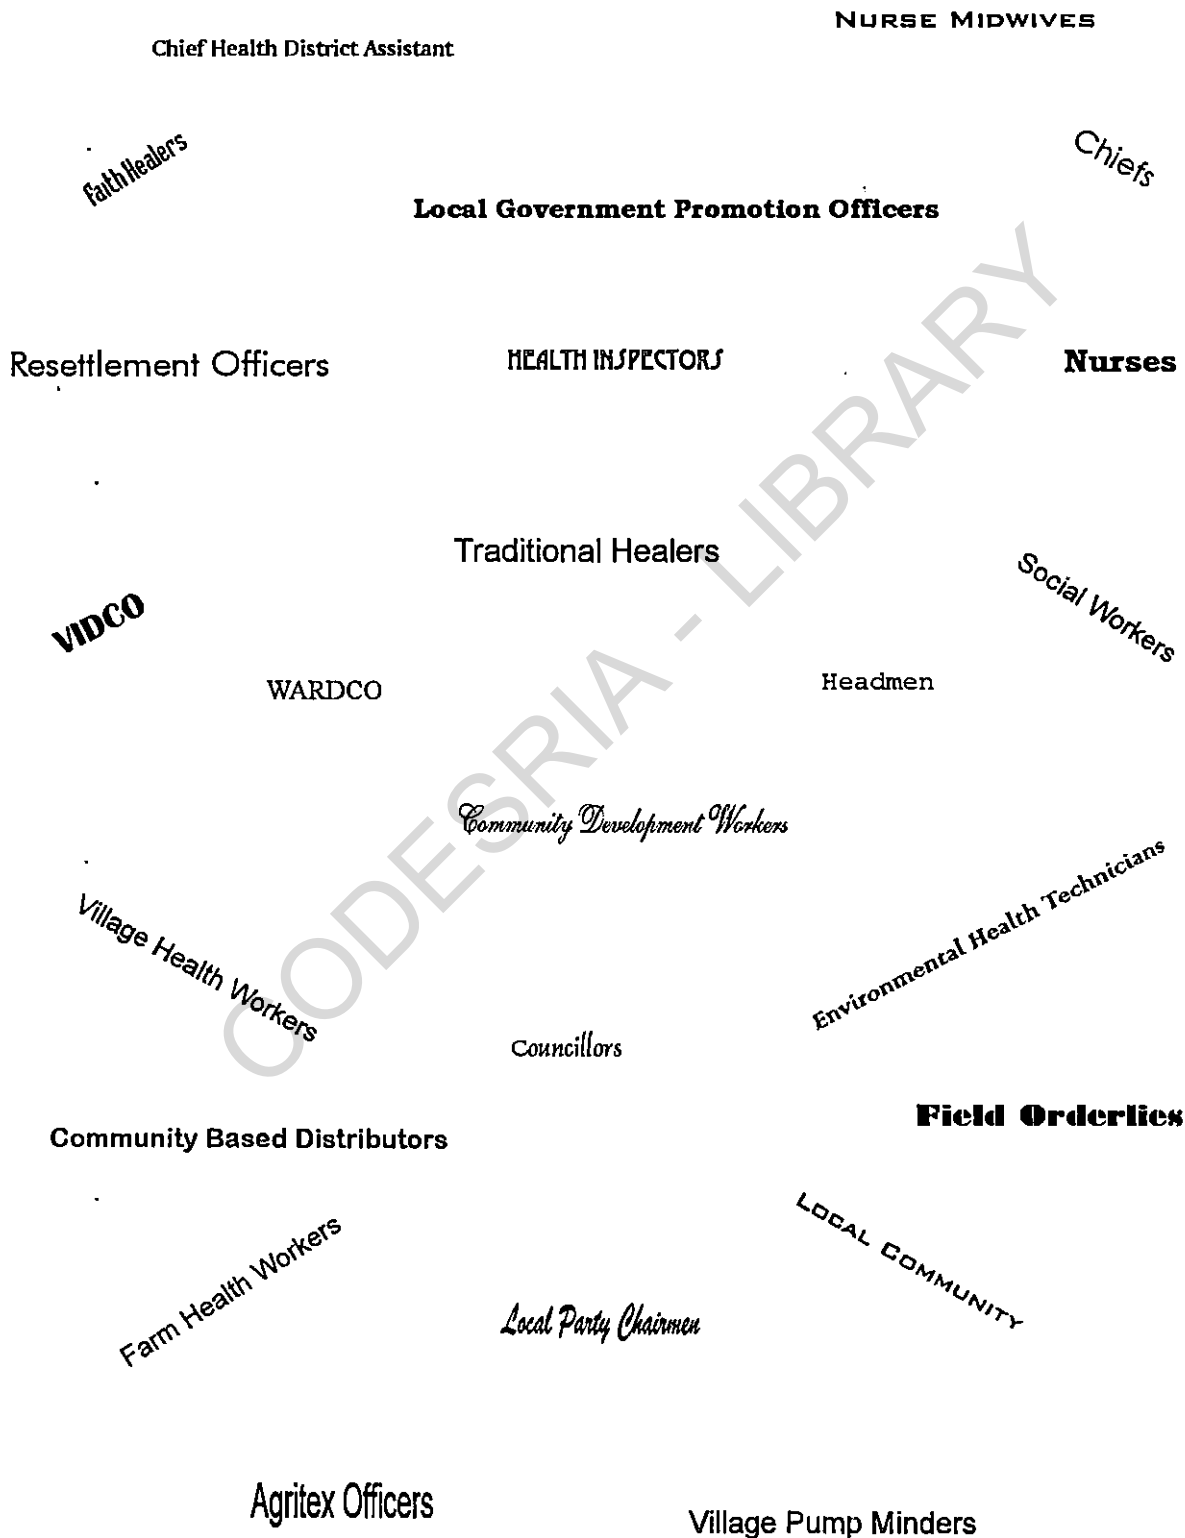 NURSE MIDWIVES
Chief Health District Assistant
Faith Healers
Chiefs
Local Government Promotion Officers
Resettlement Officers
HEALTH INSPECTORS
Nurses
Traditional Healers
Social Workers
VIDCO
WARDCO
Headmen
Community Development Workers
Village Health Workers
Environmental Health Technicians
Councillors
Community Based Distributors
Field Orderlies
Farm Health Workers
LOCAL COMMUNITY
Local Party Chairmen
Agritex Officers
Village Pump Minders
CODESRIA - LIBRARY